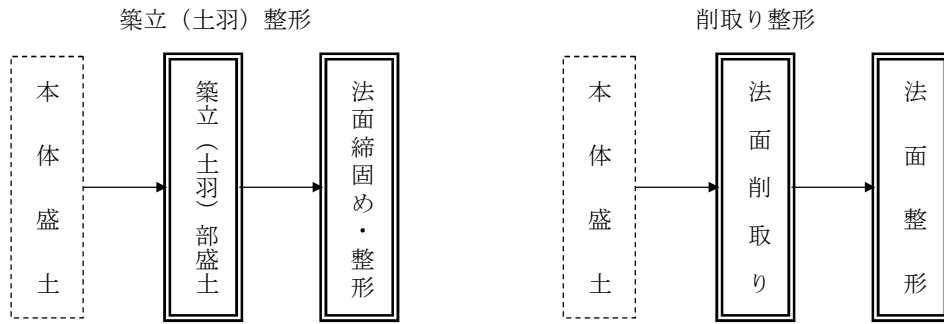 築立（土羽）整形
本体盛土
築立（土羽）部盛土
法面締固め・整形
削取り整形
本体盛土
法面削取り
法面整形